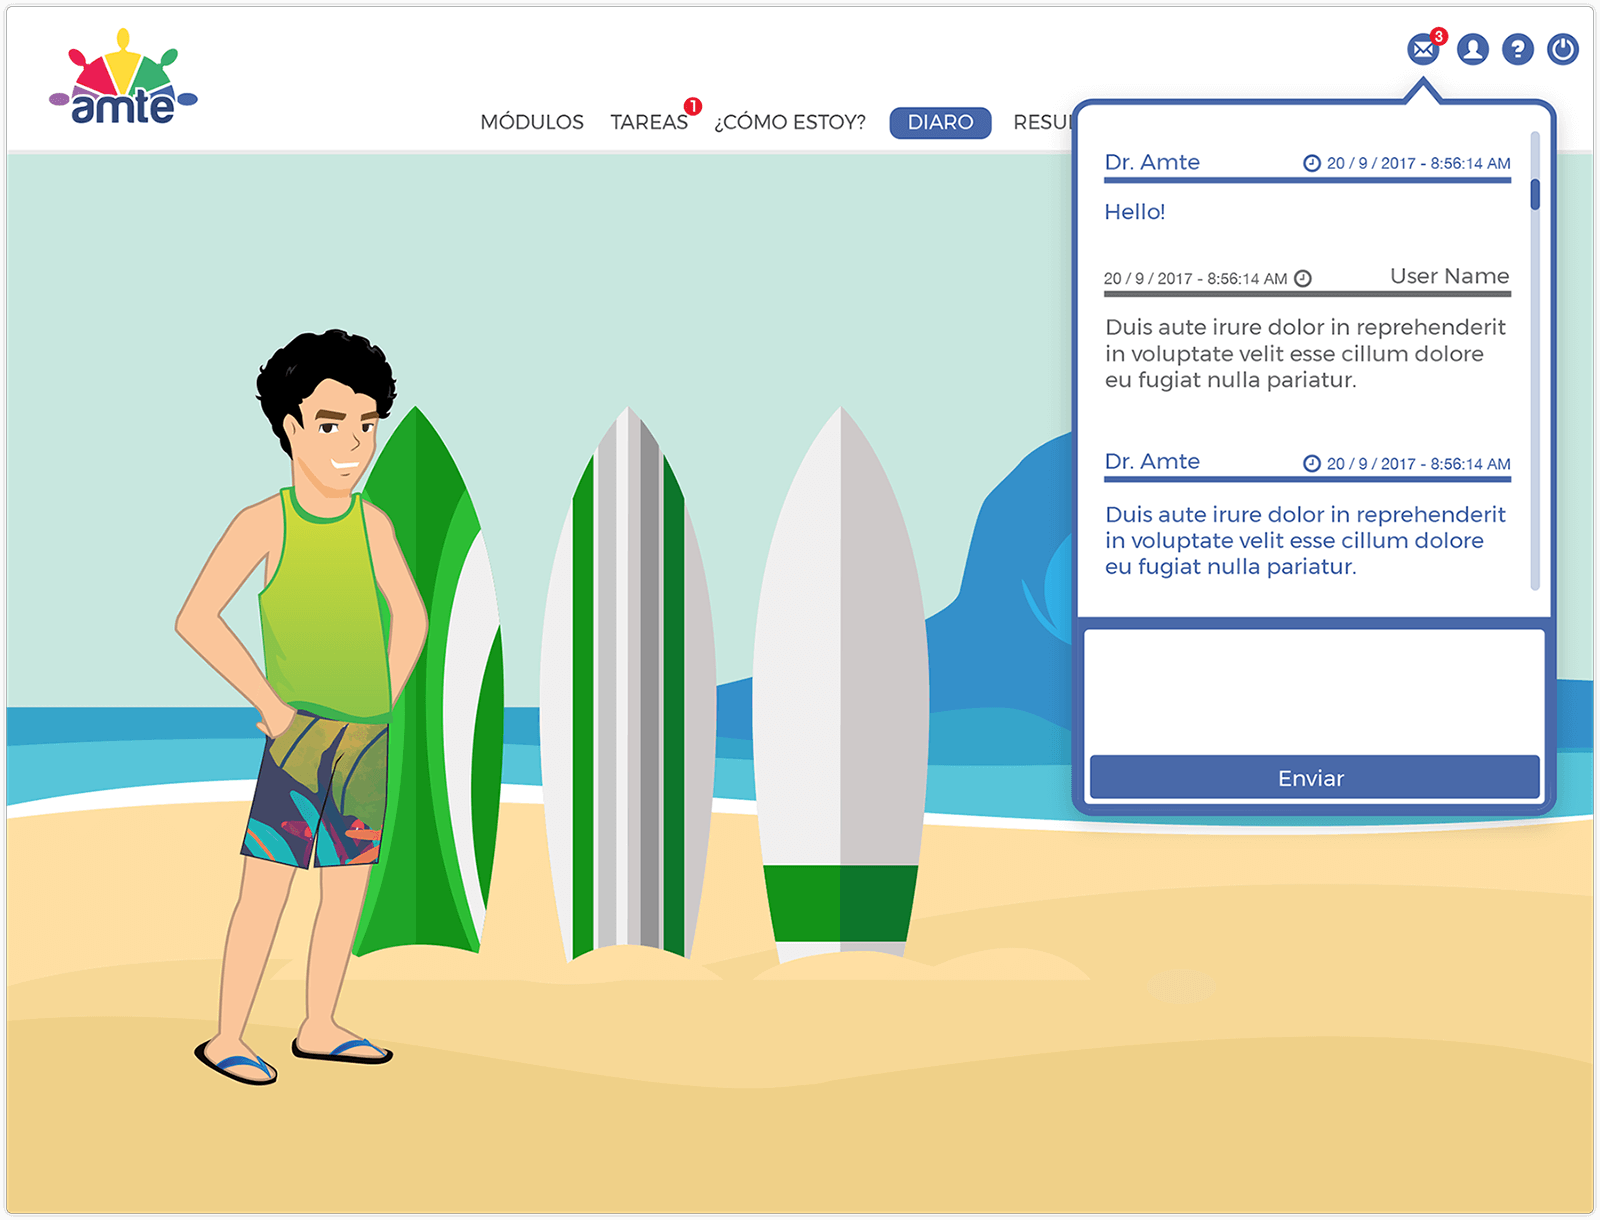 amte
3
MÓDULOS TAREAS 1 ¿CÓMO ESTOY? DIARO RESUL
Dr. Amte 20 / 9 / 2017 - 8:56:14 AM
Hello!
20 / 9 / 2017 - 8:56:14 AM User Name
Duis aute irure dolor in reprehenderit
in voluptate velit esse cillum dolore
eu fugiat nulla pariatur.
Dr. Amte 20 / 9 / 2017 - 8:56:14 AM
Duis aute irure dolor in reprehenderit
in voluptate velit esse cillum dolore
eu fugiat nulla pariatur.
Enviar